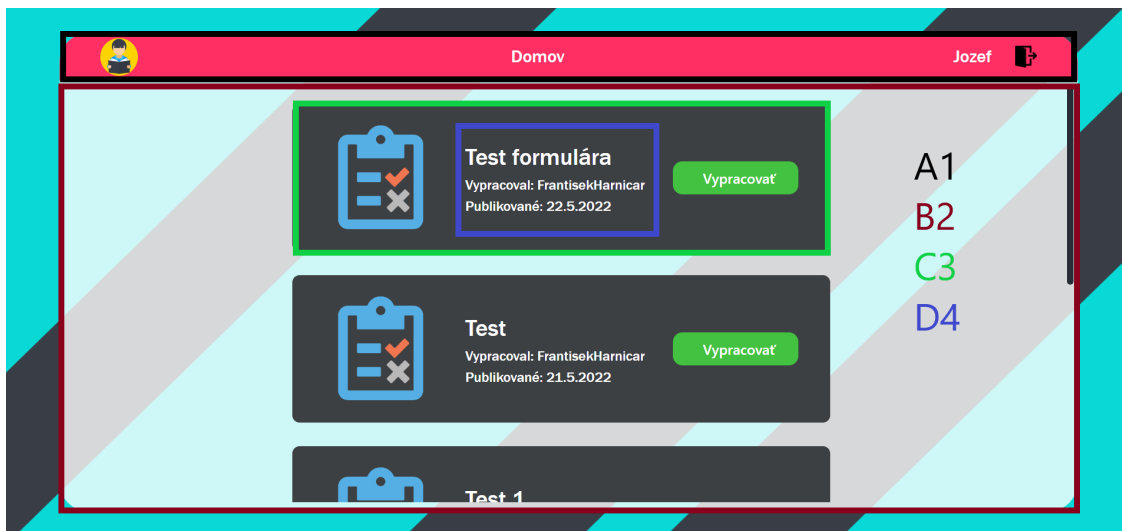 Domov
Jozef
Test formulára
Vypracoval: FrantisekHarnicar
Publikované: 22.5.2022
Vypracovať
A1
B2
C3
D4
Test
Vypracoval: FrantisekHarnicar
Publikované: 21.5.2022
Vypracovať
Test 1